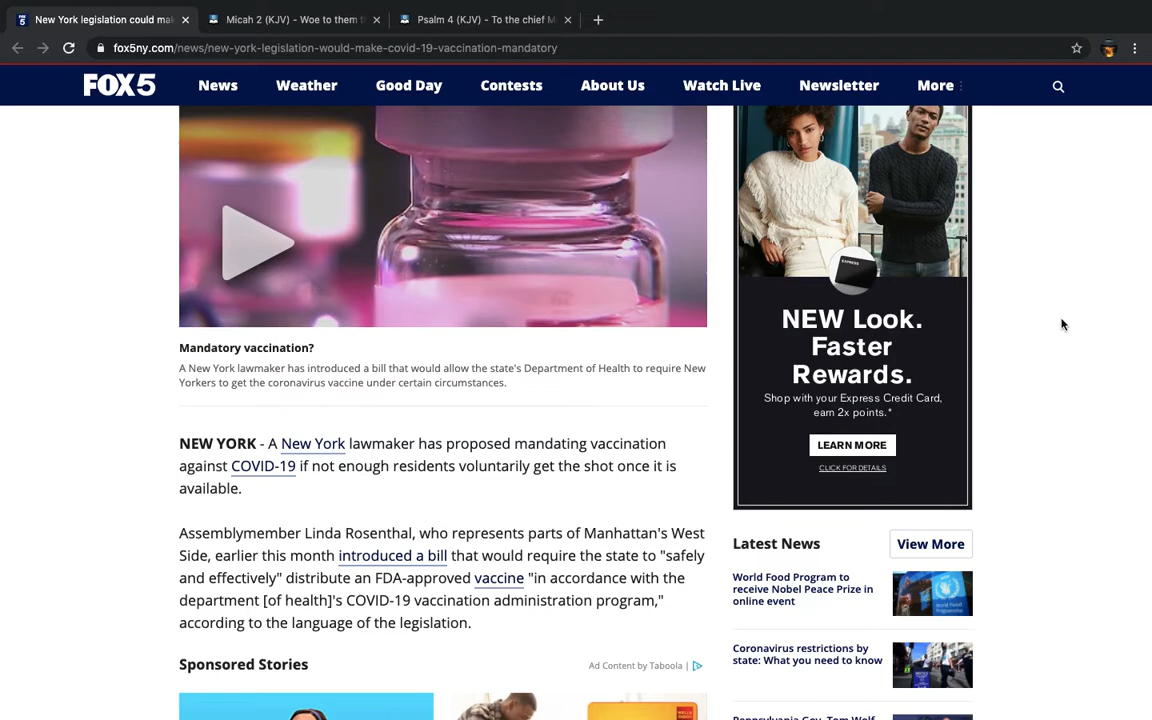 New York legislation could mak
Micah 2 (KJV) - Woe to them t
Psalm 4 (KJV) - To the chief M
fox5ny.com/news/new-york-legislation-would-make-covid-19-vaccination-mandatory
FOX 5
News
Weather
Good Day
Contests
About Us
Watch Live
Newsletter
More
Mandatory vaccination?
A New York lawmaker has introduced a bill that would allow the state's Department of Health to require New
Yorkers to get the coronavirus vaccine under certain circumstances.
NEW YORK - A New York lawmaker has proposed mandating vaccination
against COVID-19 if not enough residents voluntarily get the shot once it is
available.
Assemblymember Linda Rosenthal, who represents parts of Manhattan's West
Side, earlier this month introduced a bill that would require the state to "safely
and effectively" distribute an FDA-approved vaccine "in accordance with the
department [of health]'s COVID-19 vaccination administration program,"
according to the language of the legislation.
Sponsored Stories
Ad Content by Taboola |
EXPRESS
NEW Look.
Faster
Rewards.
Shop with your Express Credit Card,
earn 2x points.*
LEARN MORE
CLICK FOR DETAILS
Latest News
View More
World Food Program to
receive Nobel Peace Prize in
online event
Coronavirus restrictions by
state: What you need to know
Pennsylvania Gov. Tom Wolf